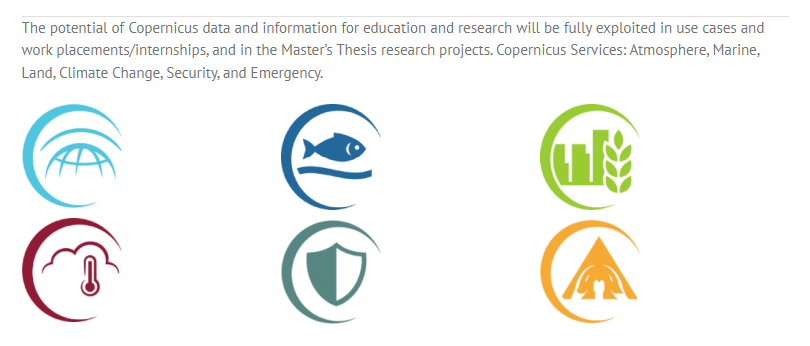 The potential of Copernicus data and information for education and research will be fully exploited in use cases and
work placements/internships, and in the Master’s Thesis research projects. Copernicus Services: Atmosphere, Marine,
Land, Climate Change, Security, and Emergency.